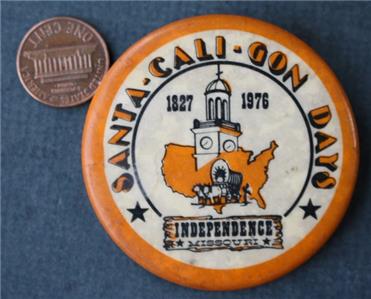 SANTA-CALI-GON DAYS
1827 1976
INDEPENDENCE
MISSOURI
ONE CENT